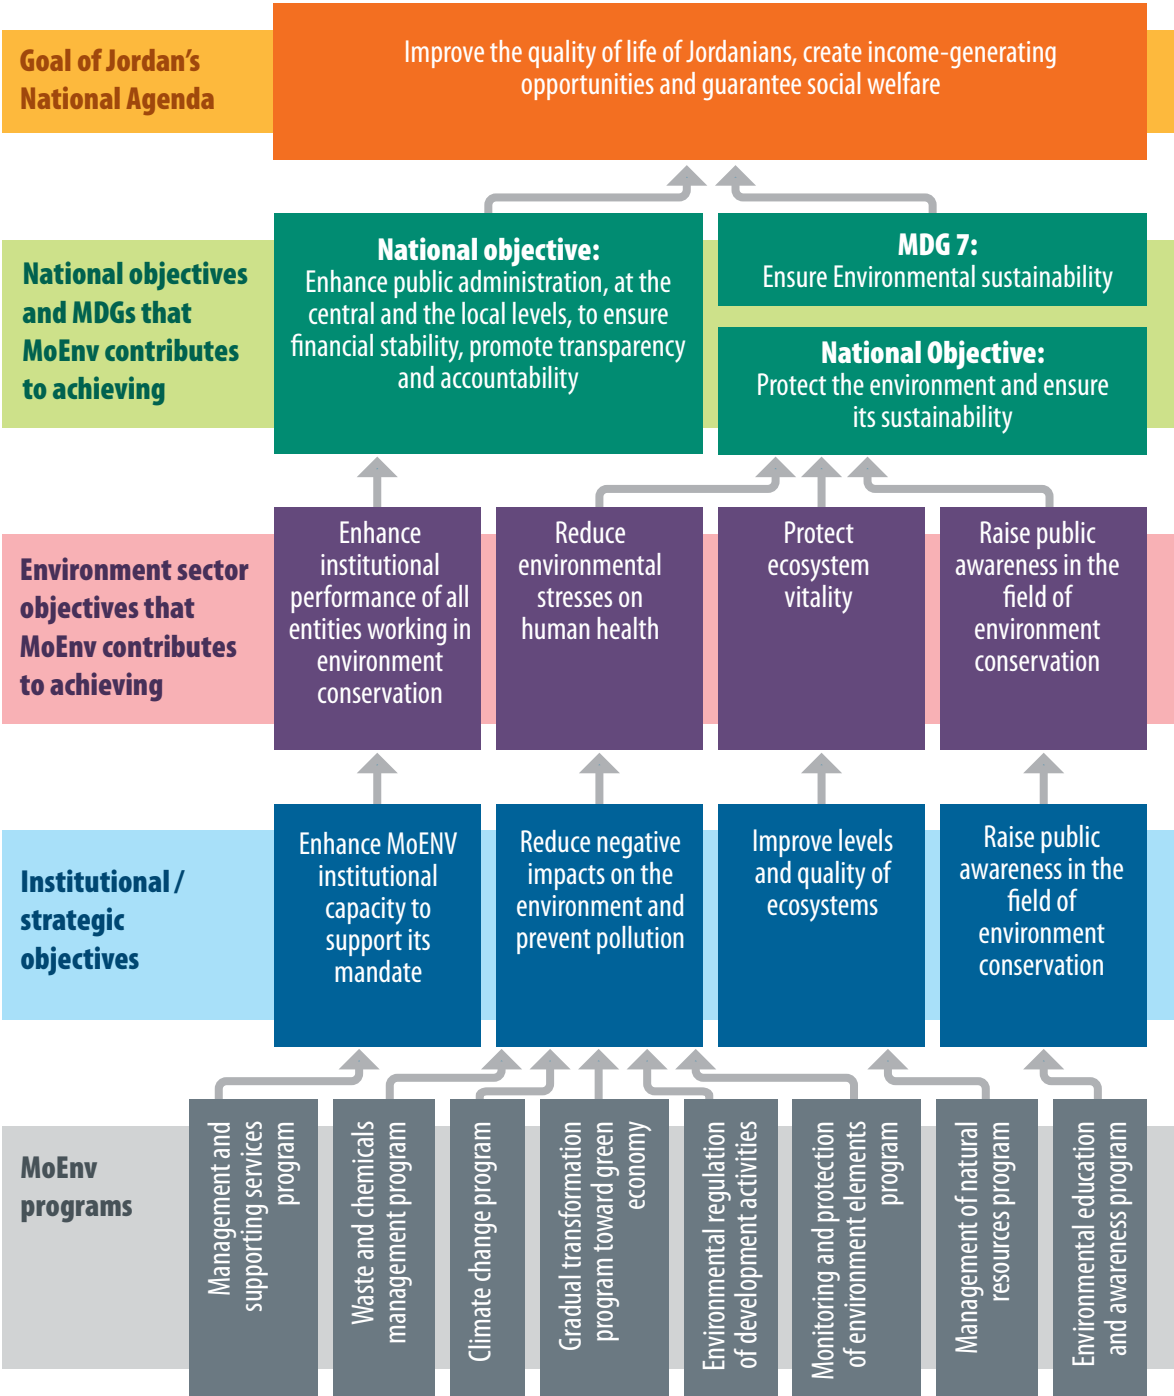 Goal of Jordan’s
National Agenda
Improve the quality of life of Jordanians, create income-generating
opportunities and guarantee social welfare
National objectives
and MDGs that
MoEnv contributes
to achieving
National objective:
Enhance public administration, at the
central and the local levels, to ensure
financial stability, promote transparency
and accountability
MDG 7:
Ensure Environmental sustainability
National Objective:
Protect the environment and ensure
its sustainability
Environment sector
objectives that
MoEnv contributes
to achieving
Enhance
institutional
performance of all
entities working in
environment
conservation
Reduce
environmental
stresses on
human health
Protect
ecosystem
vitality
Raise public
awareness in the
field of
environment
conservation
Institutional /
strategic
objectives
Enhance MoENV
institutional
capacity to
support its
mandate
Reduce negative
impacts on the
environment and
prevent pollution
Improve levels
and quality of
ecosystems
Raise public
awareness in the
field of
environment
conservation
MoEnv
programs
Management and
supporting services
program
Waste and chemicals
management program
Climate change program
Gradual transformation
program toward green
economy
Environmental regulation
of development activities
Monitoring and protection
of environment elements
program
Management of natural
resources program
Environmental education
and awareness program